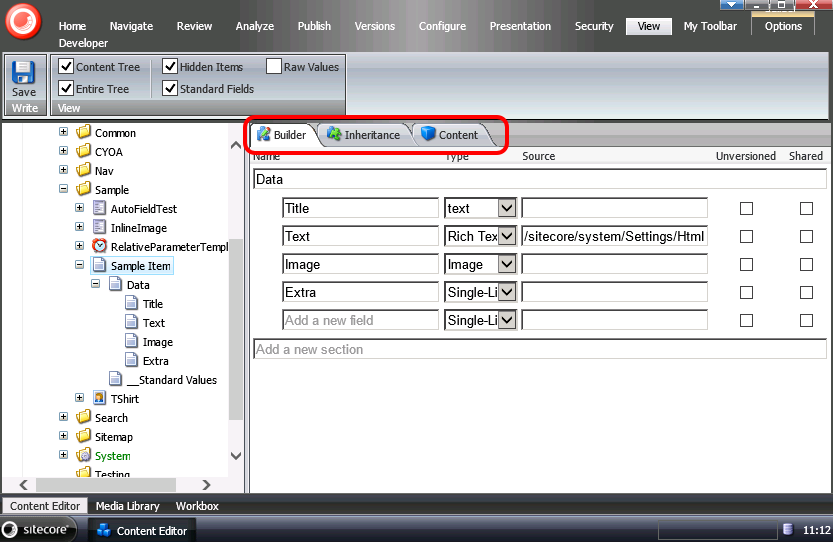 Home Navigate Review Analyze Publish Versions Configure Presentation Security View My Toolbar Options
Developer
Save
Write
Content Tree Hidden Items Raw Values
Entire Tree Standard Fields
View
Common
CYOA
Nav
Sample
AutoFieldTest
InlineImage
RelativeParameterTempl
Sample Item
Data
Title
Text
Image
Extra
__Standard Values
TShirt
Search
Sitemap
System
Testing
Builder Inheritance Content
Name Type Source Unversioned Shared
Data
Title text
Text Rich Tex /sitecore/system/Settings/Html
Image Image
Extra Single-Li
Add a new field Single-Li
Add a new section
Content Editor Media Library Workbox
sitecore Content Editor 11:12